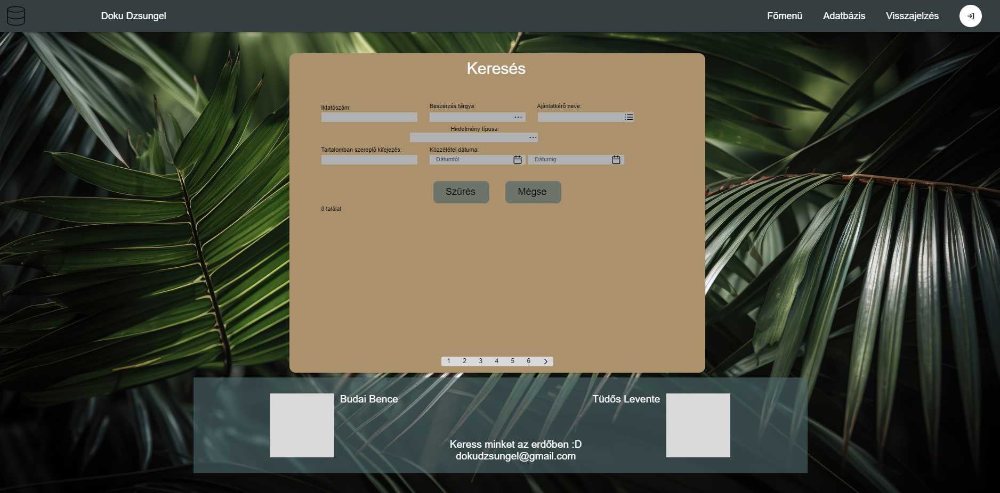 Doku Dzsungel
Főmenü
Adatbázis
Visszajelzés
Keresés
Iktatószám:
Beszerzés tárgya:
Ajánlatkérő neve:
Hirdetmény típusa:
Tartalomban szereplő kifejezés:
Közzététel dátuma:
Dátumtól
Dátumig
Szűrés
Mégse
0 találat
1 2 3 4 5 6
Budai Bence
Tüdős Levente
Keress minket az erdőben :D
dokudzsungel@gmail.com